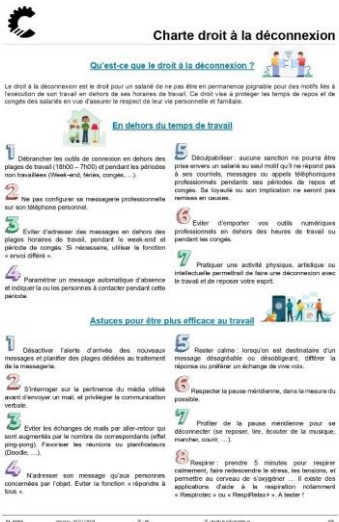 Charte droit à la déconnexion
Qu'est-ce que le droit à la déconnexion ?
Le droit à la déconnexion est le droit pour un salarié de ne pas être en permanence joignable pour des motifs liés à
l'exécution de son travail en dehors de ses horaires de travail. Ce droit vise à protéger les temps de repos et de
congés des salariés en vue d'assurer le respect de leur vie personnelle et familiale.
En dehors du temps de travail
1 Débrancher les outils de connexion en dehors des
plages de travail (18h00 – 7h00) et pendant les périodes
non travaillées (Week-end, fériés, congés, ...).
2 Ne pas configurer sa messagerie professionnelle
sur son téléphone personnel.
3 Eviter d'adresser des messages en dehors des
plages horaires de travail, pendant le week-end et
période de congés. Si nécessaire, utiliser la fonction
« envoi différé ».
4 Paramétrer un message automatique d'absence
et indiquer la ou les personnes à contacter pendant cette
période.
5 Déculpabiliser : aucune sanction ne pourra être
prise envers un salarié au seul motif qu'il ne répond pas
à ses courriels, messages ou appels téléphoniques
professionnels pendant ses périodes de repos et
congés. Sa loyauté ou son implication ne seront pas
remises en causes.
6 Eviter d'emporter vos outils numériques
professionnels en dehors des heures de travail ou
pendant les congés.
7 Pratiquer une activité physique, artistique ou
intellectuelle permettrait de faire une déconnexion avec
le travail et de reposer votre esprit.
Astuces pour être plus efficace au travail
1 Désactiver l'alerte d'arrivée des nouveaux
messages et planifier des plages dédiées au traitement
de la messagerie.
2 S'interroger sur la pertinence du média utilisé
avant d'envoyer un mail, et privilégier la communication
verbale.
3 Eviter les échanges de mails par aller-retour qui
sont augmentés par le nombre de correspondants (effet
ping-pong). Favoriser les réunions ou planificateurs
(Doodle, ...).
4 N'adresser son message qu'aux personnes
concernées par l'objet. Eviter la fonction « répondre à
tous ».
5 Rester calme : lorsqu'on est destinataire d'un
message désagréable ou désobligeant, différer la
réponse ou préférer un échange de vive voix.
6 Respecter la pause méridienne, dans la mesure du
possible.
7 Profiter de la pause méridienne pour se
déconnecter (se reposer, lire, écouter de la musique,
marcher, courir, ...).
8 Respirer : prendre 5 minutes pour respirer
calmement, faire redescendre le stress, les tensions, et
permettre au cerveau de s'oxygéner ... Il existe des
applications d'aide à la respiration notamment
« Respirotec » ou « RespiRelax+ ». A tester !